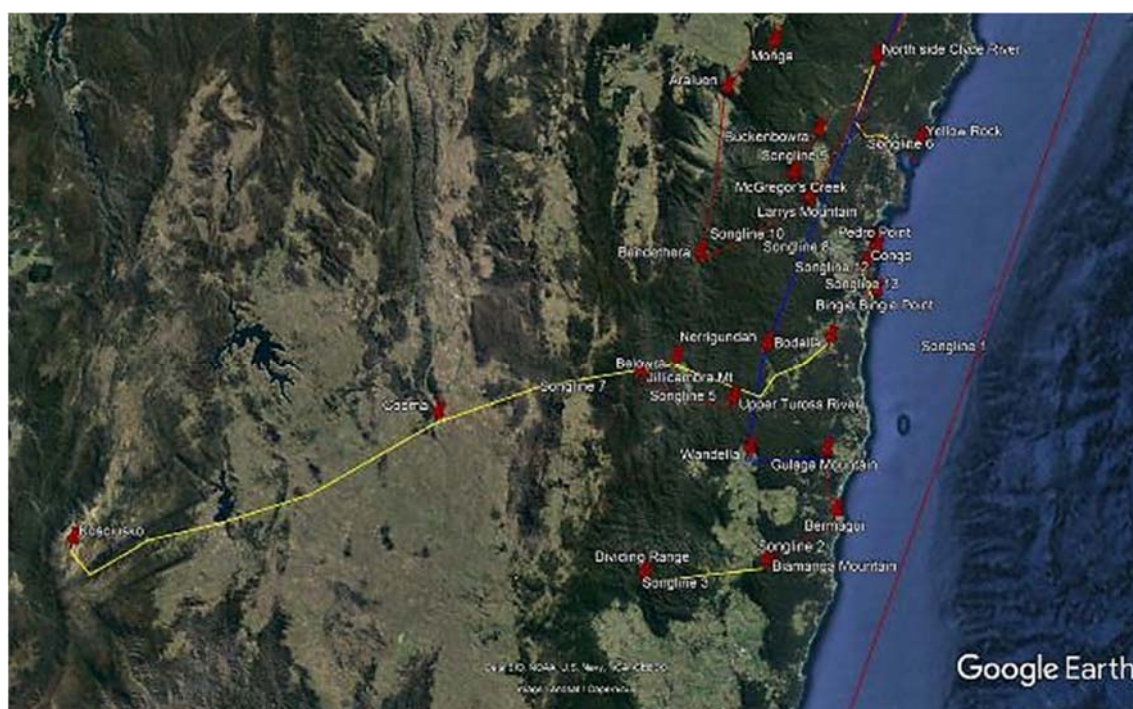 North side Clyde River
Monga
Araluen
Buckenbowra
Yellow Rock
Songline 6
Songline 9
McGregor's Creek
Larrys Mountain
Songline 10
Pedro Point
Songline 8
Bendethera
Congo
Songline 12
Songline 13
Bingie Bingie Point
Nerrigundah
Bodalla
Songline 1
Belowra
Jillicambra Mt
Songline 7
Songline 5
Upper Tuross River
Cooma
Wandella
Gulaga Mountain
Bermagui
Kosciusko
Songline 2
Dividing Range
Biamanga Mountain
Songline 3
Google Earth